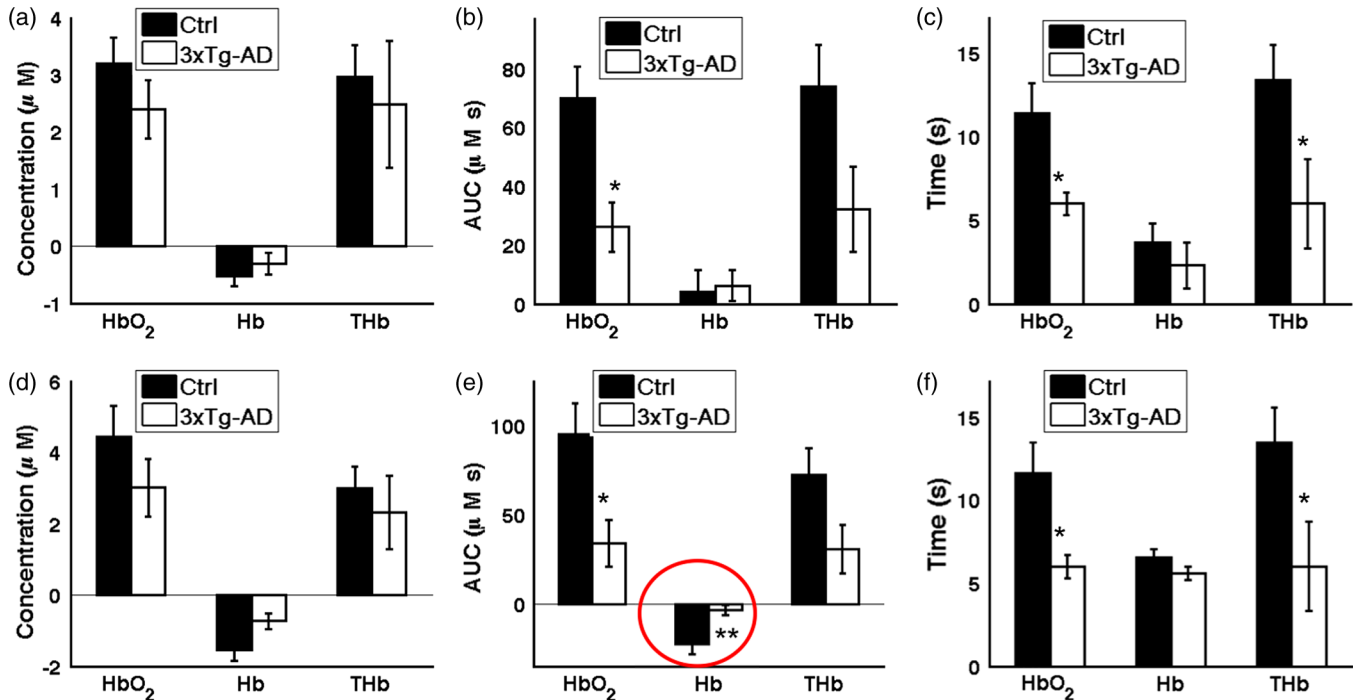 (a)
Concentration (μ M)
4
3
2
1
0
-1
Ctrl
3xTg-AD
HbO2
Hb
THb
(b)
AUC (μ M s)
80
60
40
20
0
Ctrl
3xTg-AD
*
HbO2
Hb
THb
(c)
Time (s)
15
10
5
0
Ctrl
3xTg-AD
*
*
HbO2
Hb
THb
(d)
Concentration (μ M)
6
4
2
0
-2
Ctrl
3xTg-AD
HbO2
Hb
THb
(e)
AUC (μ M s)
100
50
0
Ctrl
3xTg-AD
*
**
HbO2
Hb
THb
(f)
Time (s)
15
10
5
0
Ctrl
3xTg-AD
*
*
HbO2
Hb
THb